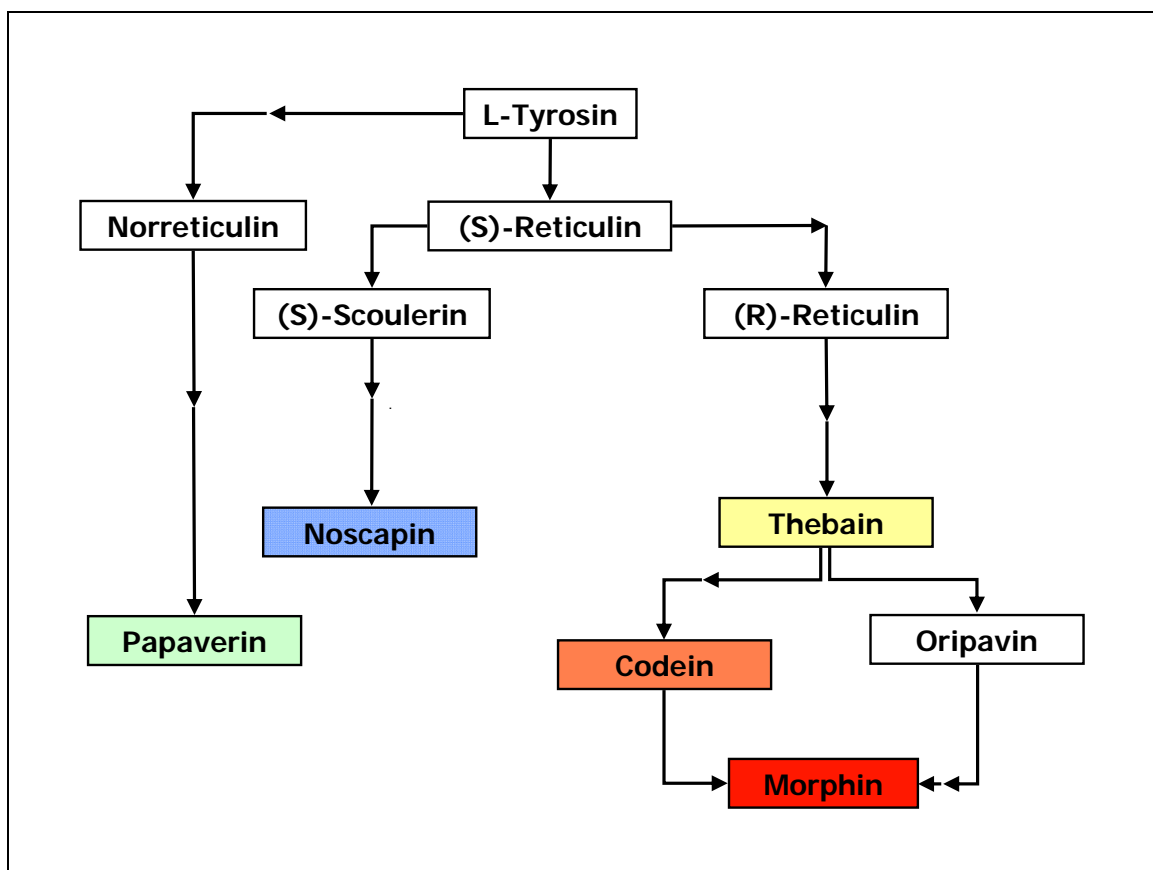 L-Tyrosin
Norreticulin
(S)-Reticulin
(S)-Scoulerin
(R)-Reticulin
Noscapin
Thebain
Papaverin
Codein
Oripavin
Morphin